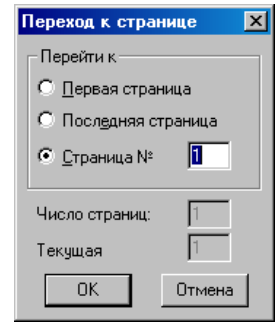 Переход к странице
Перейти к
Первая страница
Последняя страница
Страница № 1
Число страниц: 1
Текущая 1
OK Отмена